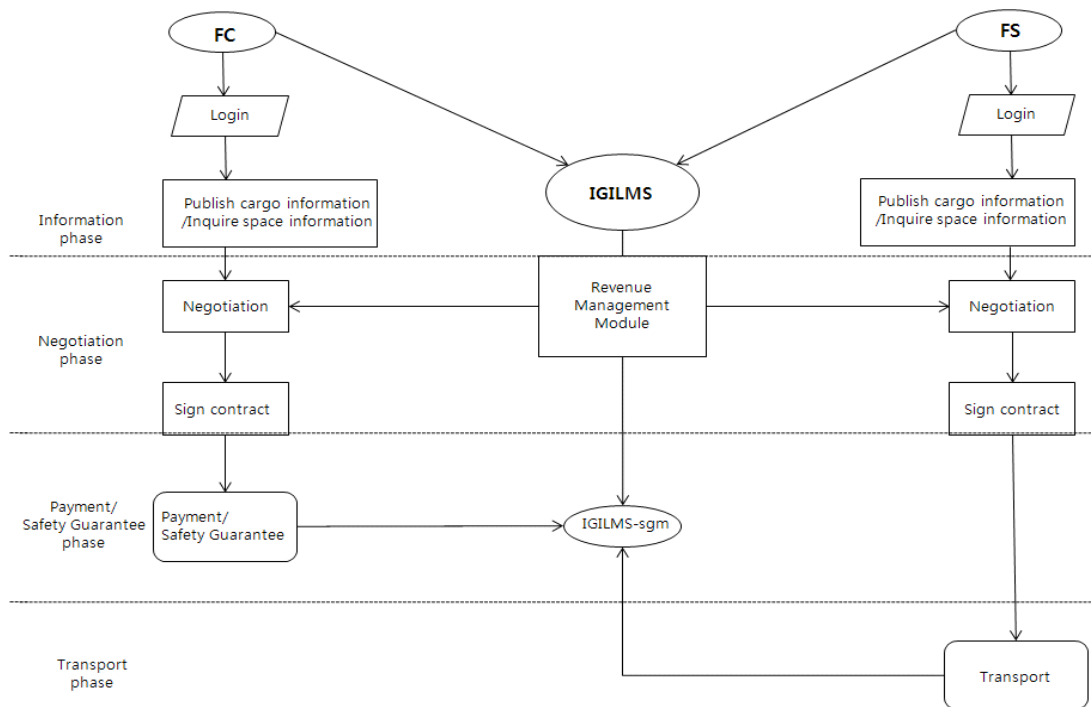 FC
FS
Login
Login
IGILMS
Publish cargo information
/Inquire space information
Publish cargo information
/Inquire space information
Information
phase
Revenue
Management
Module
Negotiation
Negotiation
Negotiation
phase
Sign contract
Sign contract
Payment/
Safety Guarantee
phase
Payment/
Safety Guarantee
IGILMS-sgm
Transport
phase
Transport